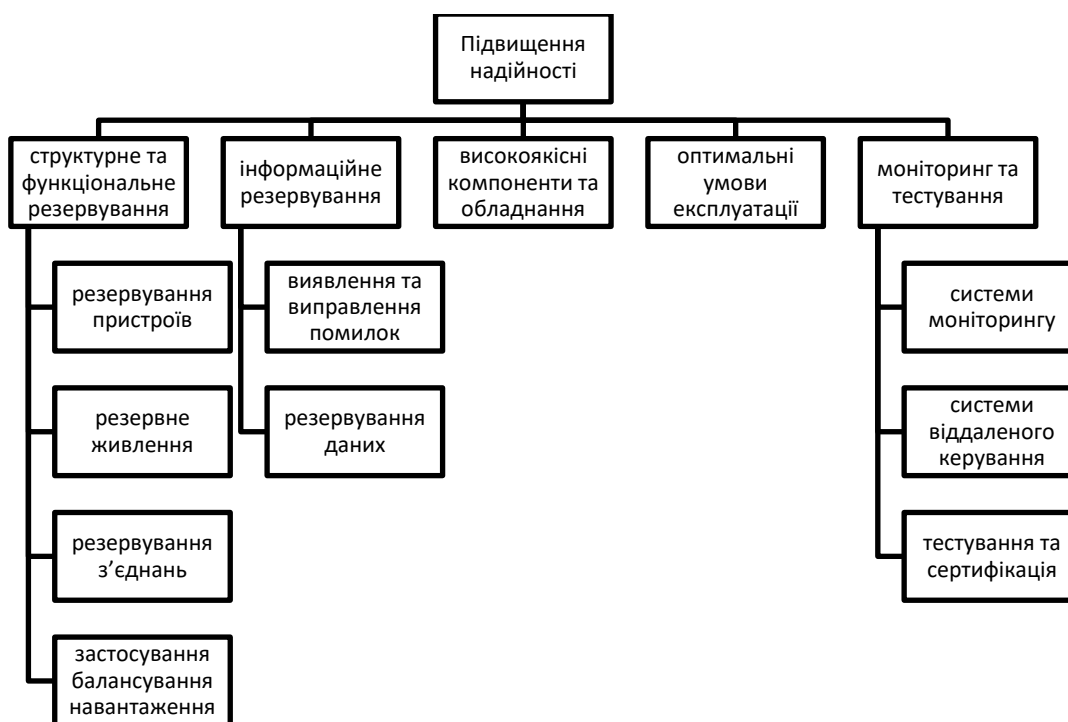 Підвищення
надійності
структурне та
функціональне
резервування
інформаційне
резервування
високоякісні
компоненти та
обладнання
оптимальні
умови
експлуатації
моніторинг та
тестування
резервування
пристроїв
виявлення та
виправлення
помилок
системи
моніторингу
резервне
живлення
резервування
даних
системи
віддаленого
керування
резервування
з’єднань
тестування та
сертифікація
застосування
балансування
навантаження